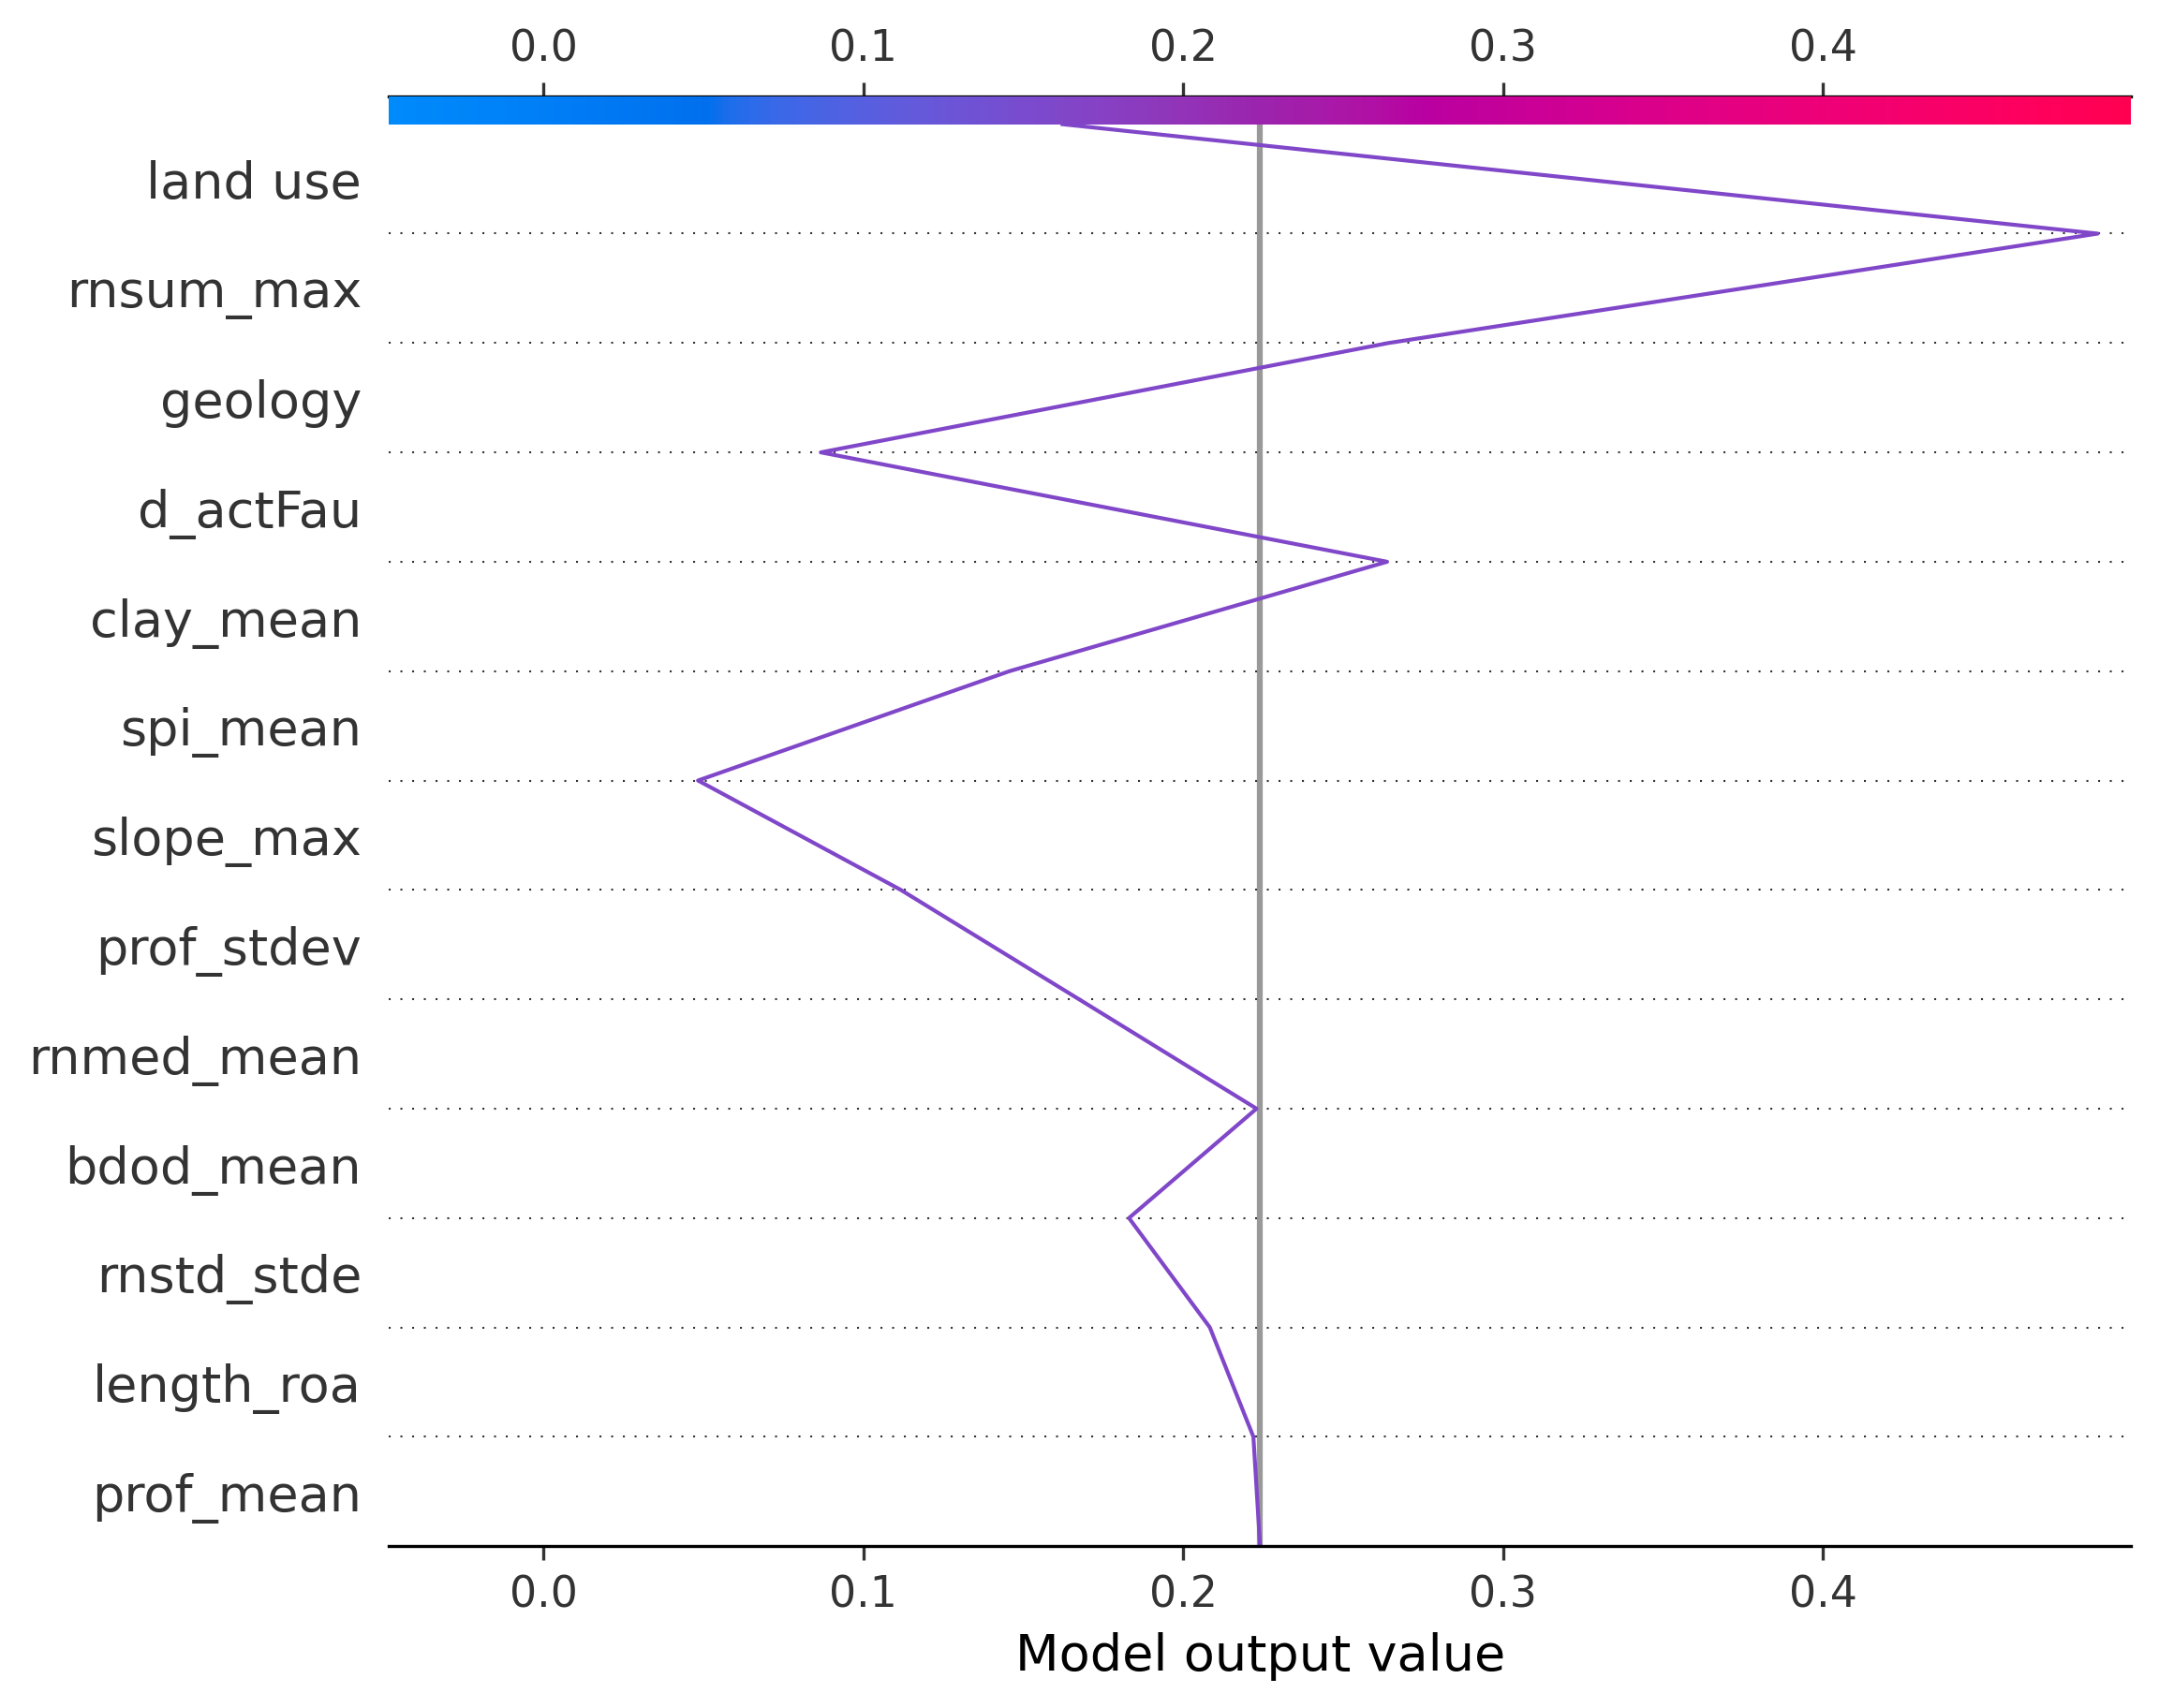 0.0 0.1 0.2 0.3 0.4
land use
rnsum_max
geology
d_actFau
clay_mean
spi_mean
slope_max
prof_stdev
rnmed_mean
bdod_mean
rnstd_stde
length_roa
prof_mean
0.0 0.1 0.2 0.3 0.4
Model output value